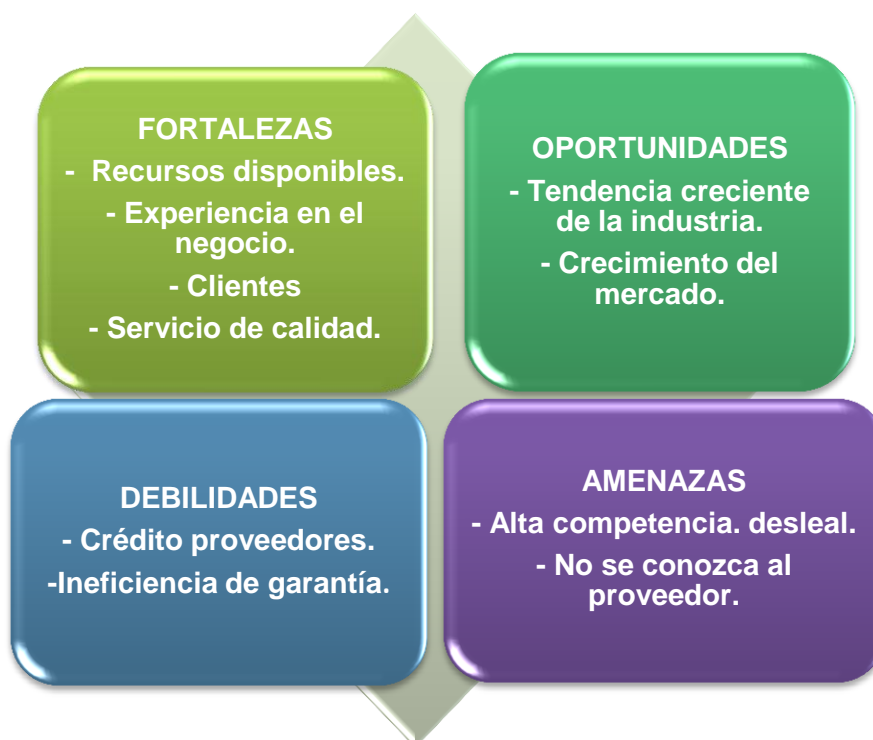 FORTALEZAS
- Recursos disponibles.
- Experiencia en el
negocio.
- Clientes
- Servicio de calidad.
OPORTUNIDADES
- Tendencia creciente
de la industria.
- Crecimiento del
mercado.
DEBILIDADES
- Crédito proveedores.
-Ineficiencia de garantía.
AMENAZAS
- Alta competencia. desleal.
- No se conozca al
proveedor.